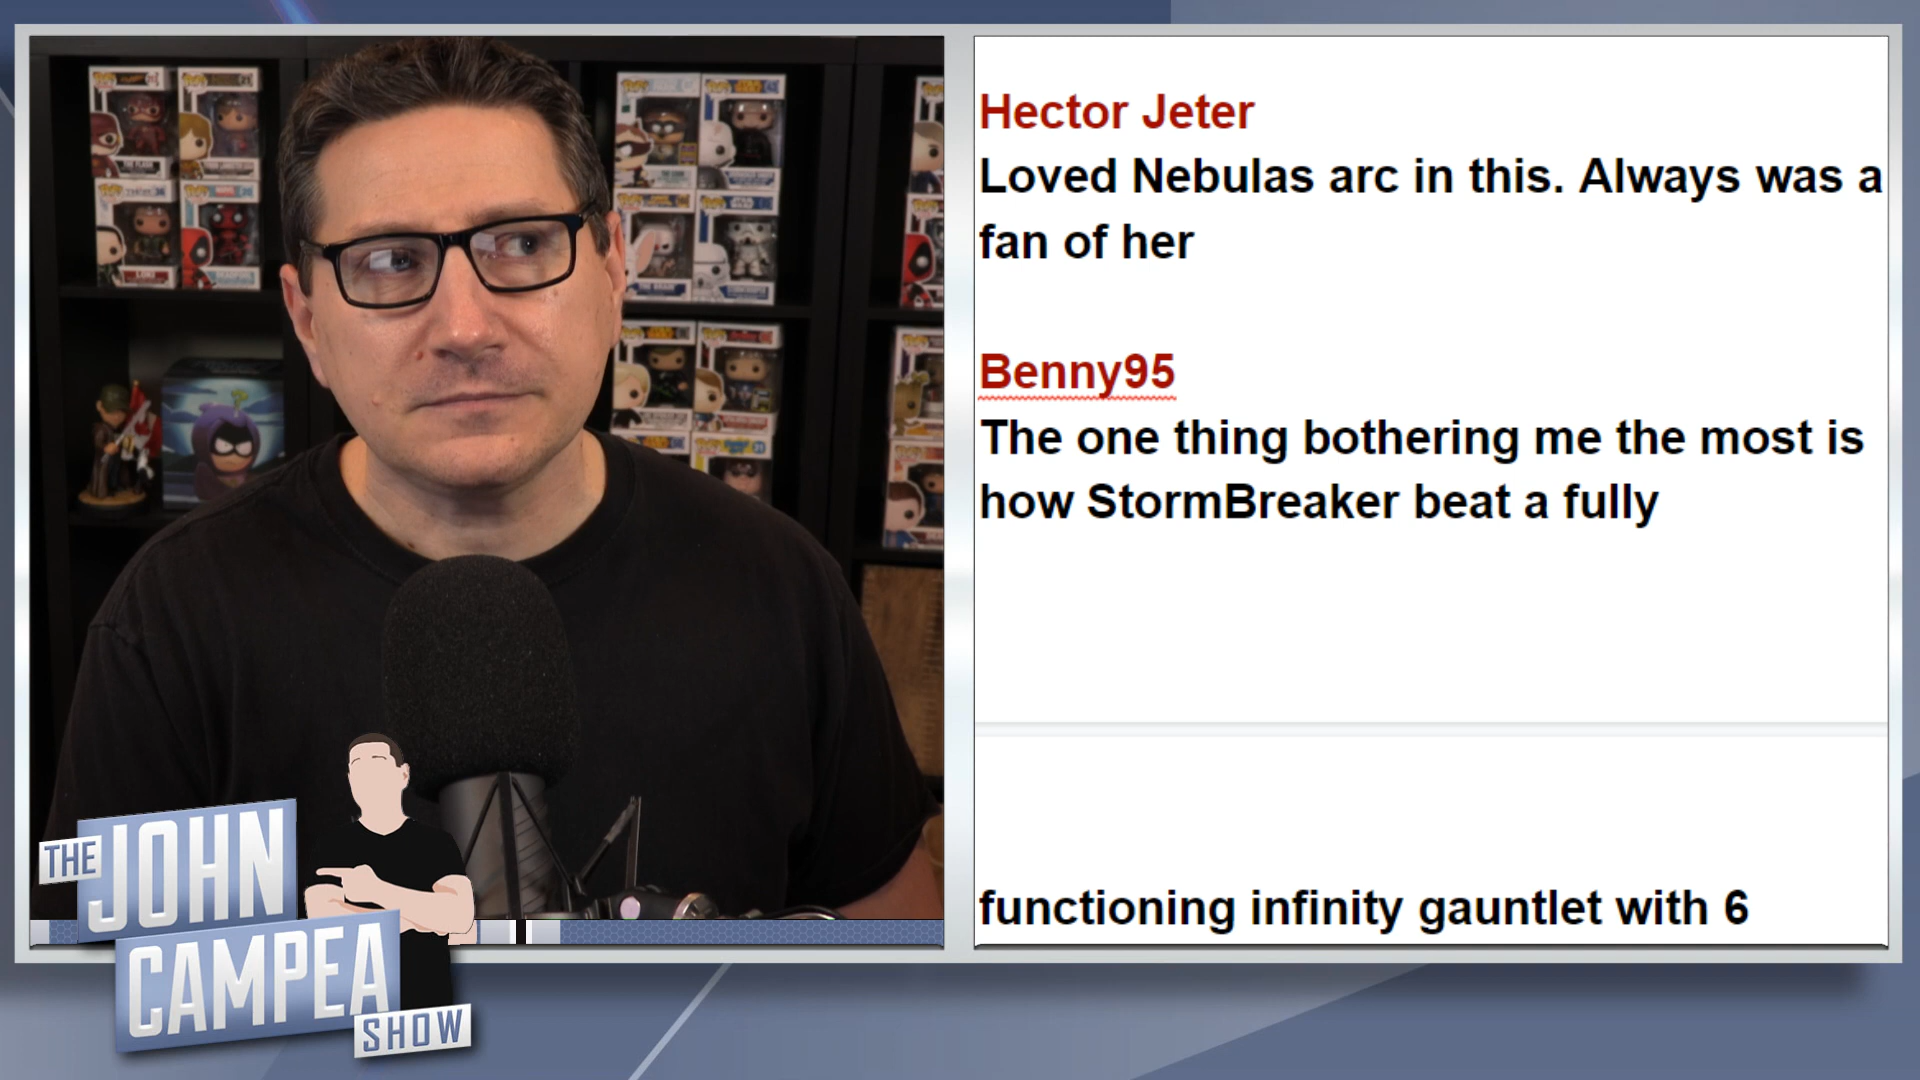 Hector Jeter
Loved Nebulas arc in this. Always was a
fan of her
Benny95
The one thing bothering me the most is
how StormBreaker beat a fully
functioning infinity gauntlet with 6
THE
JOHN
CAMPEA
SHOW